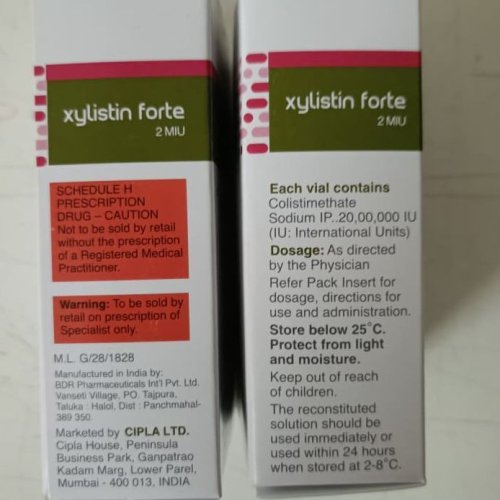 xylistin forte
2 MIU
SCHEDULE H
PRESCRIPTION
DRUG – CAUTION
Not to be sold by retail
without the prescription
of a Registered Medical
Practitioner.
Warning: To be sold by
retail on prescription of
Specialist only.
M.L. G/28/1828
Manufactured in India by:
BDR Pharmaceuticals Int'l Pvt. Ltd.
Vanseti Village, PO. Tajpura,
Taluka : Halol, Dist : Panchmahal-
389 350.
Marketed by CIPLA LTD.
Cipla House, Peninsula
Business Park, Ganpatrao
Kadam Marg, Lower Parel,
Mumbai - 400 013. INDIA
xylistin forte
2 MIU
Each vial contains
Colistimethate
Sodium IP..20,00,000 IU
(IU: International Units)
Dosage: As directed
by the Physician
Refer Pack Insert for
dosage, directions for
use and administration.
Store below 25°C.
Protect from light
and moisture.
Keep out of reach
of children.
The reconstituted
solution should be
used immediately or
used within 24 hours
when stored at 2-8°C.